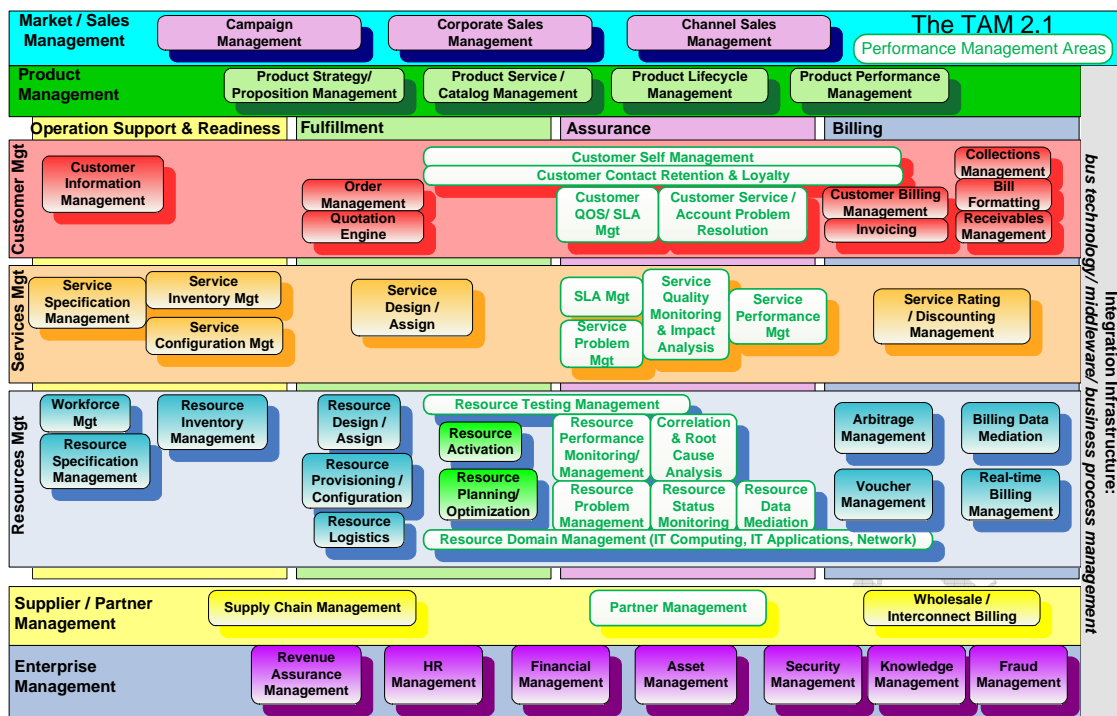 Market / Sales
Management
Campaign
Management
Corporate Sales
Management
Channel Sales
Management
The TAM 2.1
Performance Management Areas
Product
Management
Product Strategy/
Proposition Management
Product Service /
Catalog Management
Product Lifecycle
Management
Product Performance
Management
Operation Support & Readiness
Fulfillment
Assurance
Billing
Customer Mgt
Customer
Information
Management
Order
Management
Quotation
Engine
Customer Self Management
Customer Contact Retention & Loyalty
Customer
QOS/ SLA
Mgt
Customer Service /
Account Problem
Resolution
Customer Billing
Management
Invoicing
Collections
Management
Bill
Formatting
Receivables
Management
Services Mgt
Service
Specification
Management
Service
Inventory Mgt
Service
Configuration Mgt
Service
Design /
Assign
SLA Mgt
Service
Problem
Mgt
Service
Quality
Monitoring
& Impact
Analysis
Service
Performance
Mgt
Service Rating
/ Discounting
Management
Resources Mgt
Workforce
Mgt
Resource
Specification
Management
Resource
Inventory
Management
Resource
Design /
Assign
Resource
Provisioning /
Configuration
Resource
Logistics
Resource Testing Management
Resource
Activation
Resource
Planning/
Optimization
Resource
Performance
Monitoring/
Management
Correlation
& Root
Cause
Analysis
Resource
Problem
Management
Resource
Status
Monitoring
Resource
Data
Mediation
Resource Domain Management (IT Computing, IT Applications, Network)
Arbitrage
Management
Billing Data
Mediation
Voucher
Management
Real-time
Billing
Management
Supplier / Partner
Management
Supply Chain Management
Partner Management
Wholesale /
Interconnect Billing
Enterprise
Management
Revenue
Assurance
Management
HR
Management
Financial
Management
Asset
Management
Security
Management
Knowledge
Management
Fraud
Management
Integration Infrastructure:
bus technology/ middleware/ business process management